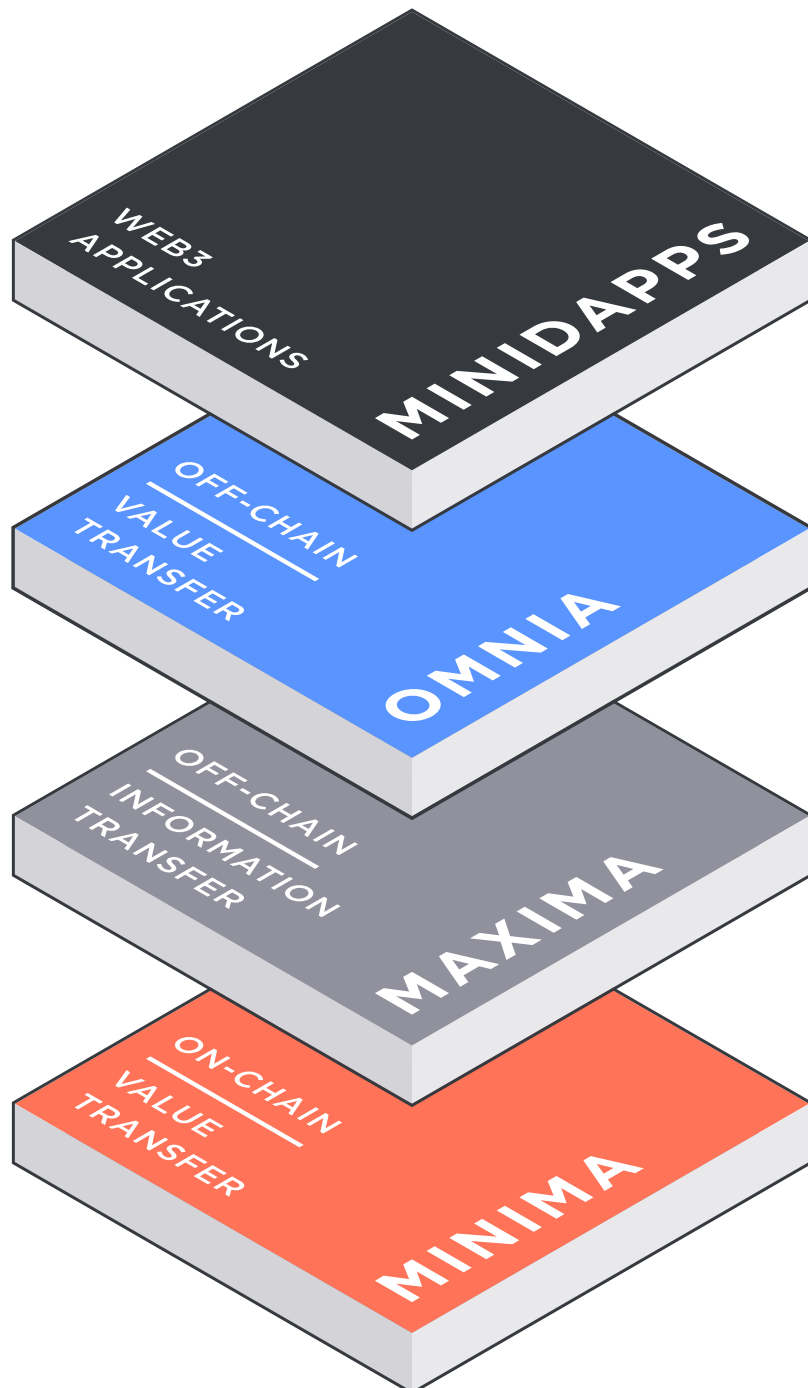 WEB3
APPLICATIONS
MINIDAPPS
OFF-CHAIN
VALUE
TRANSFER
OMNIA
OFF-CHAIN
INFORMATION
TRANSFER
MAXIMA
ON-CHAIN
VALUE
TRANSFER
MINIMA